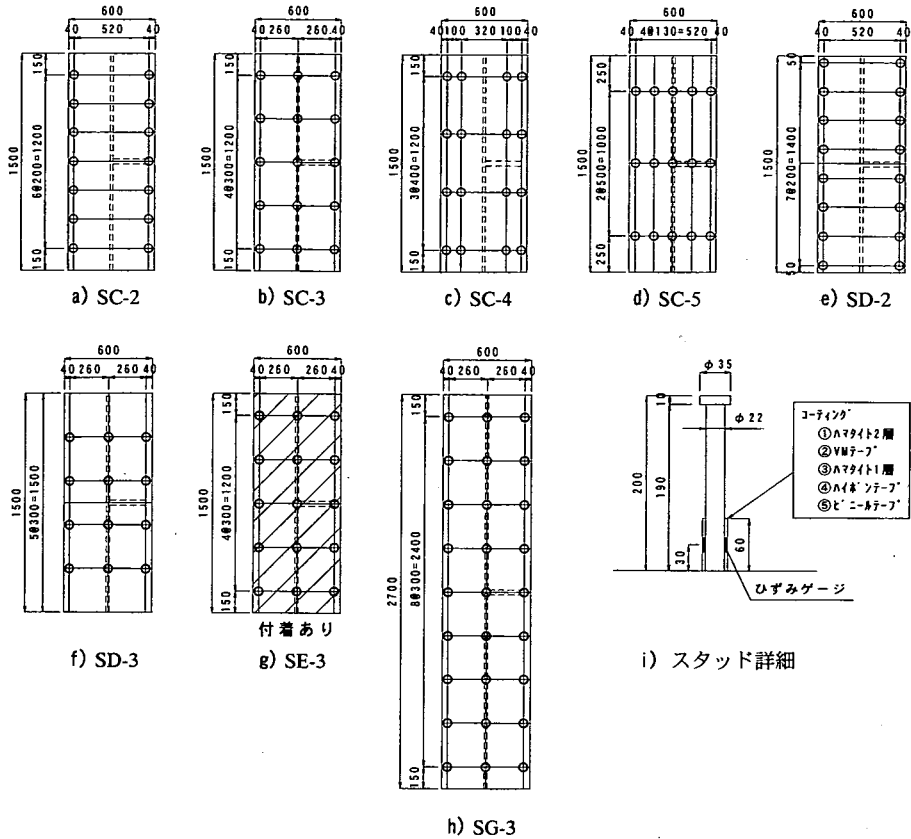 600
40 520 40
150
6@200=1200
1500
150
a) SC-2
600
40 260 260 40
150
4@300=1200
1500
150
b) SC-3
600
40 100 320 100 40
150
3@400=1200
1500
150
c) SC-4
600
40 4@130=520 40
250
2@500=1000
1500
250
d) SC-5
600
40 520 40
50
7@200=1400
1500
50
e) SD-2
600
40 260 260 40
5@300=1500
1500
f) SD-3
600
40 260 260 40
150
4@300=1200
1500
150
付着あり
g) SE-3
600
40 260 260 40
150
8@300=2400
2700
150
h) SG-3
φ35
10
φ22
200
190
30
60
コーティング
①ハマタイト2層
②VMテープ
③ハマタイト1層
④ハイボンテープ
⑤ビニールテープ
ひずみゲージ
i) スタッド詳細